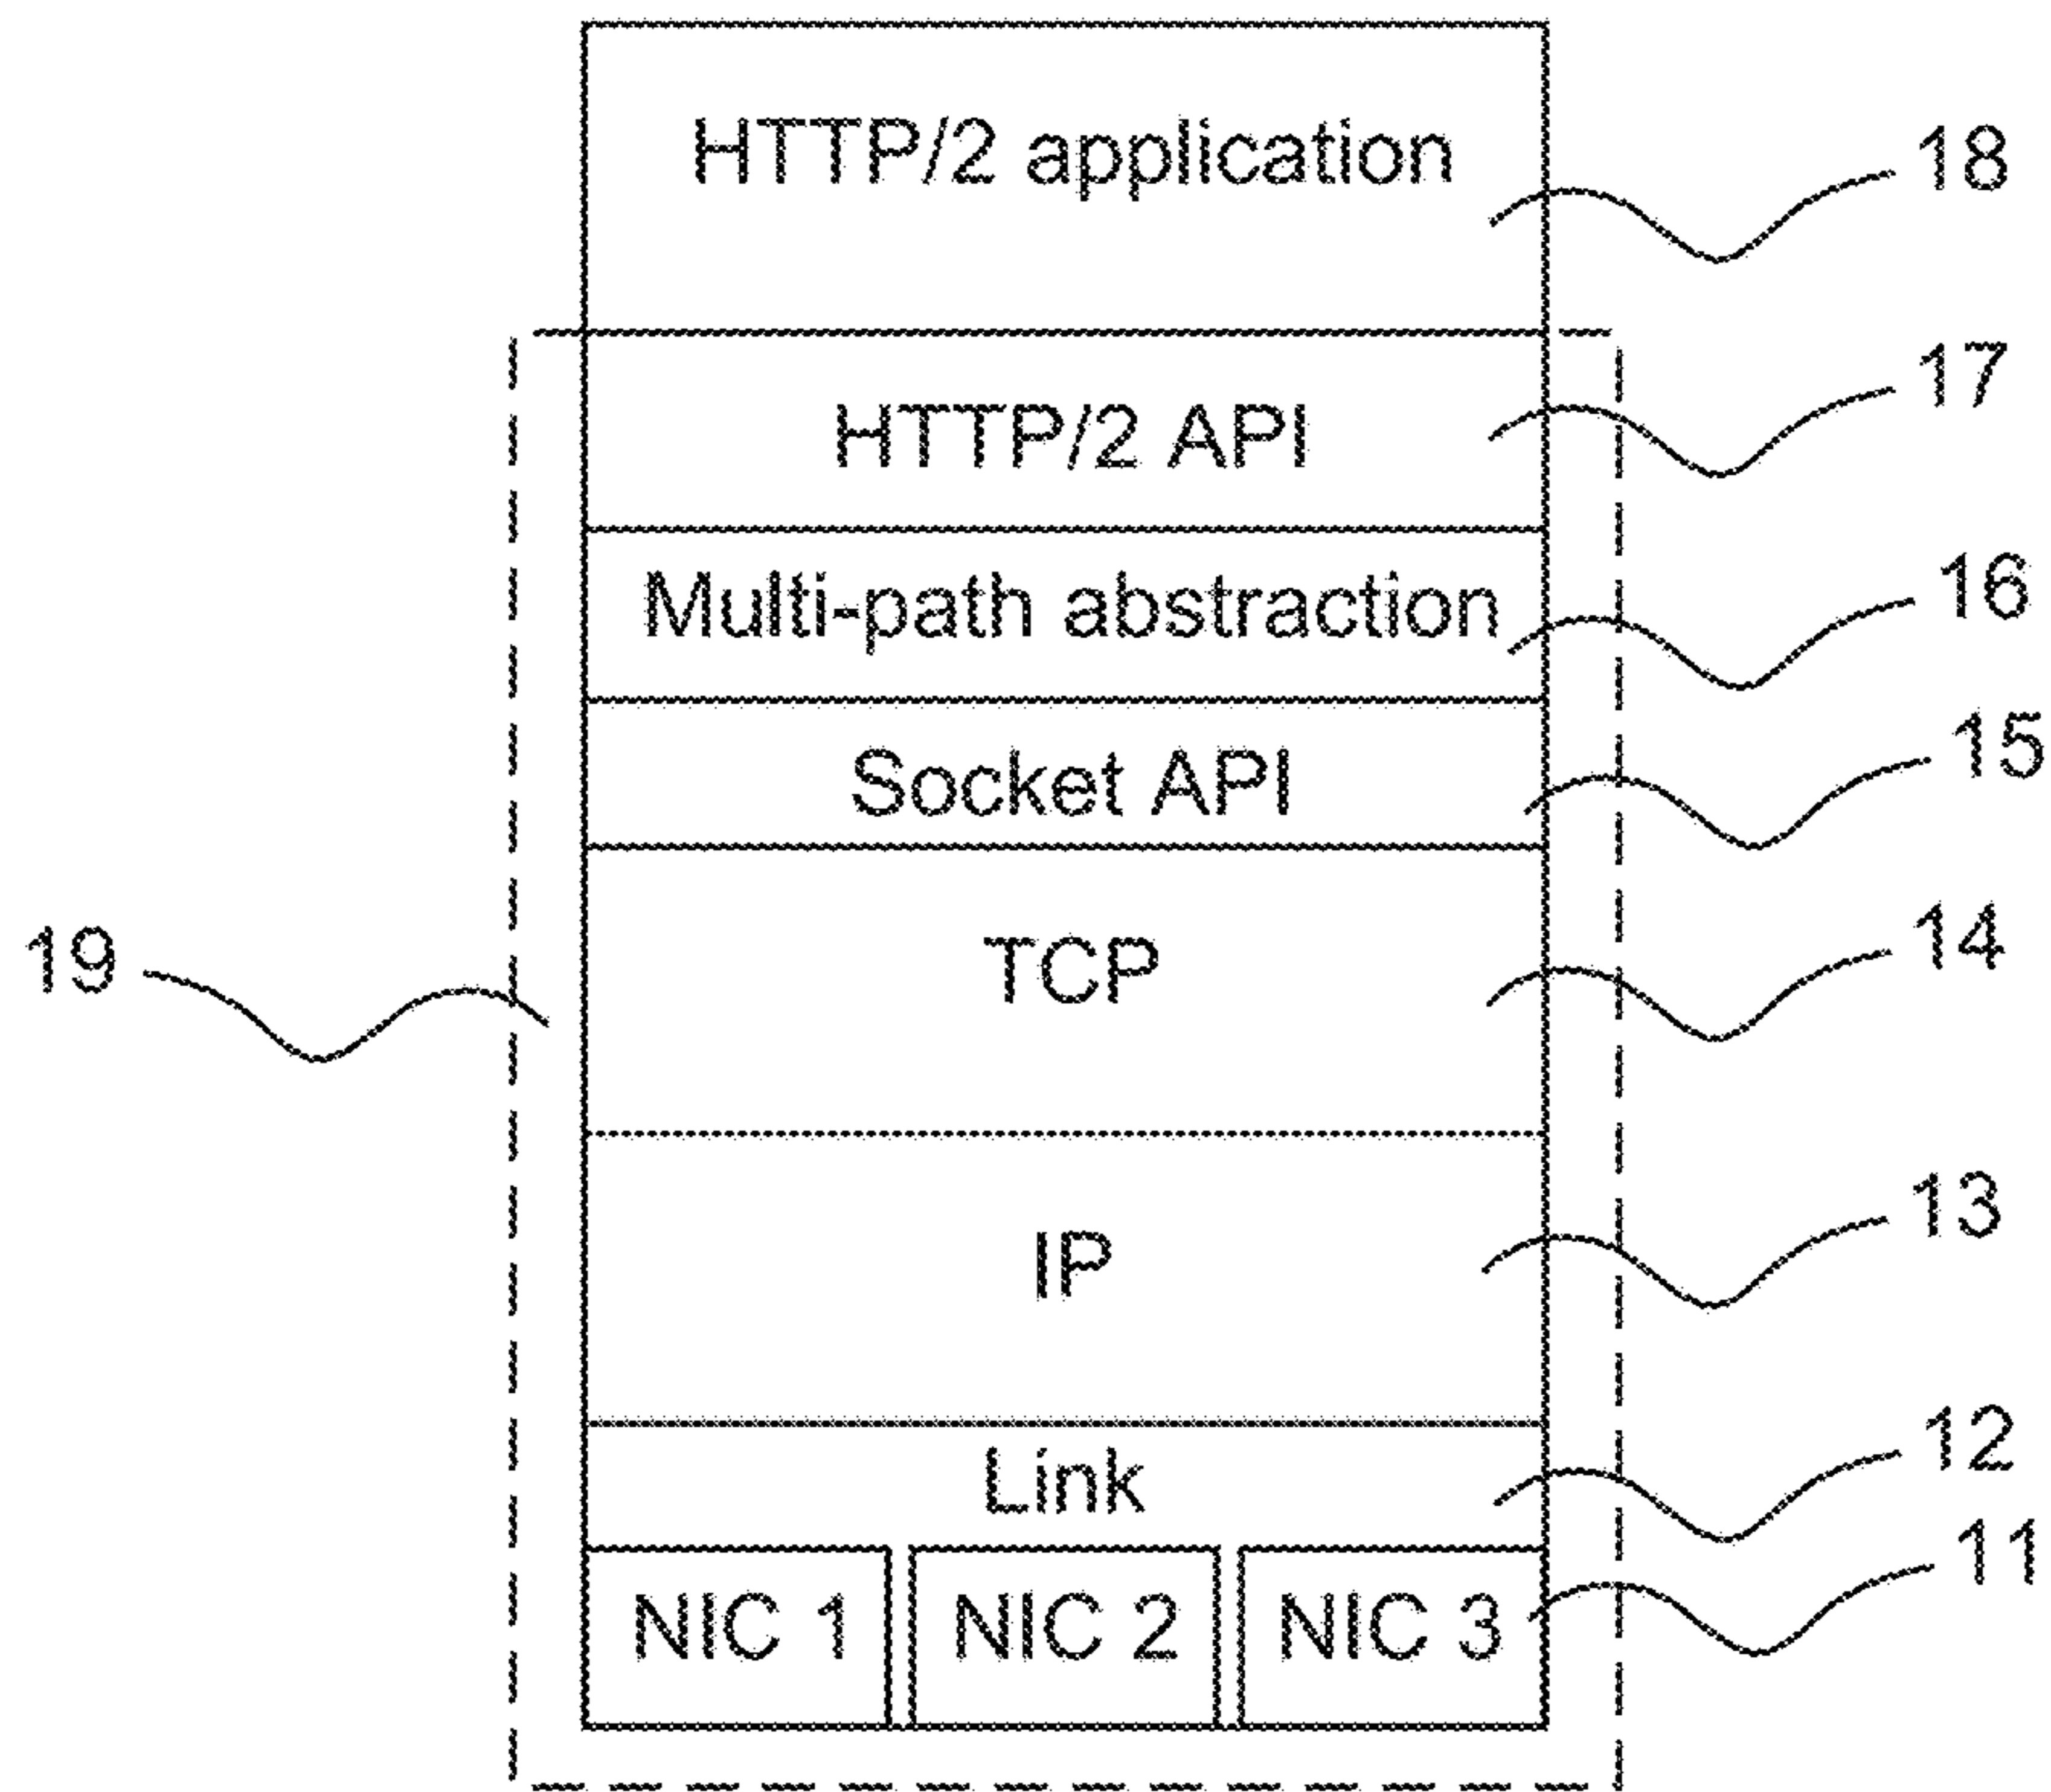 HTTP/2 application
18
HTTP/2 API
17
Multi-path abstraction
16
Socket API
15
TCP
14
19
IP
13
Link
12
NIC 1 NIC 2 NIC 3
11